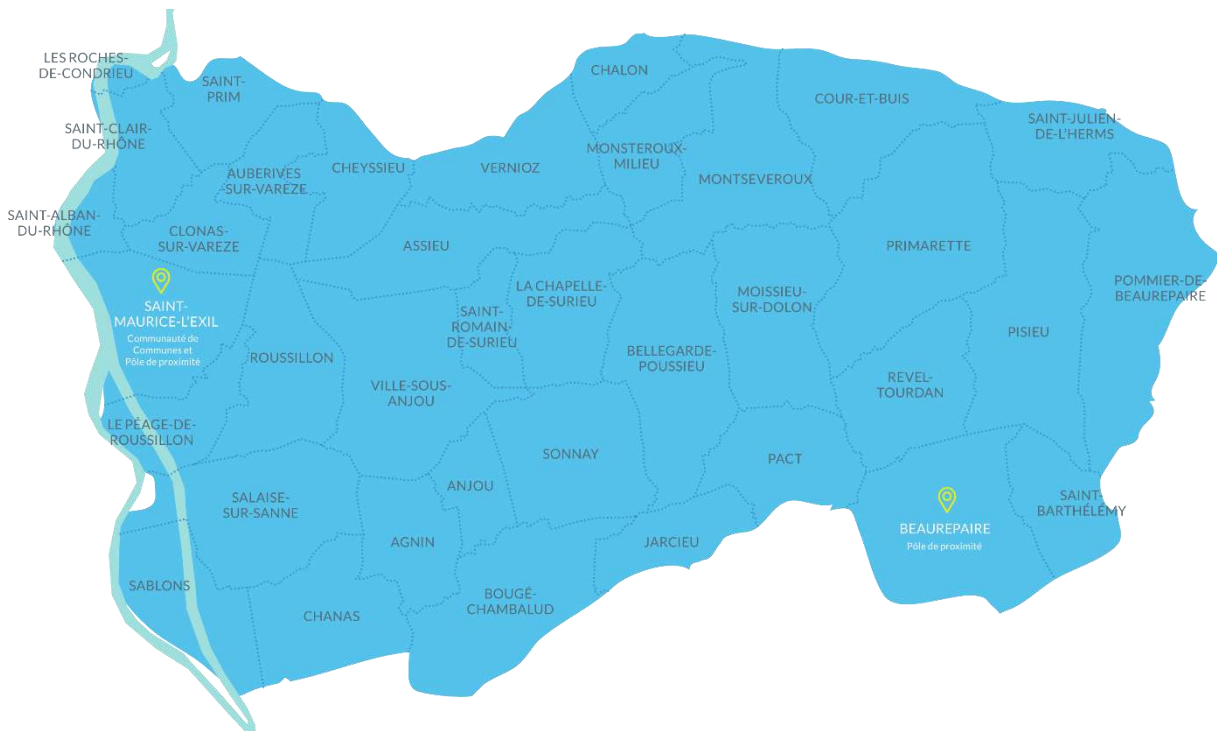 LES ROCHES-
DE-CONDRIEU
SAINT-
PRIM
CHALON
COUR-ET-BUIS
SAINT-JULIEN-
DE-L'HERMS
SAINT-CLAIR-
DU-RHÔNE
AUBERIVES
-SUR-VARÈZE
CHEYSSIEU
VERNIOZ
MONSTEROUX-
MILIEU
MONTSEVEROUX
SAINT-ALBAN-
DU-RHÔNE
CLONAS-
SUR-VAREZE
ASSIEU
PRIMARETTE
SAINT-
MAURICE-L'EXIL
Communauté de
Communes et
Pôle de proximité
LA CHAPELLE-
DE-SURIEU
MOISSIEU-
SUR-DOLON
POMMIER-DE-
BEAUREPAIRE
SAINT-
ROMAIN-
DE-SURIEU
PISIEU
ROUSSILLON
BELLEGARDE-
POUSSIEU
VILLE-SOUS-
ANJOU
REVEL-
TOURDAN
LE PÉAGE-DE-
ROUSSILLON
SONNAY
PACT
ANJOU
SALAISE-
SUR-SANNE
SAINT-
BARTHÉLÉMY
BEAUREPAIRE
Pôle de proximité
AGNIN
JARCIEU
SABLONS
BOUGÉ-
CHAMBALUD
CHANAS